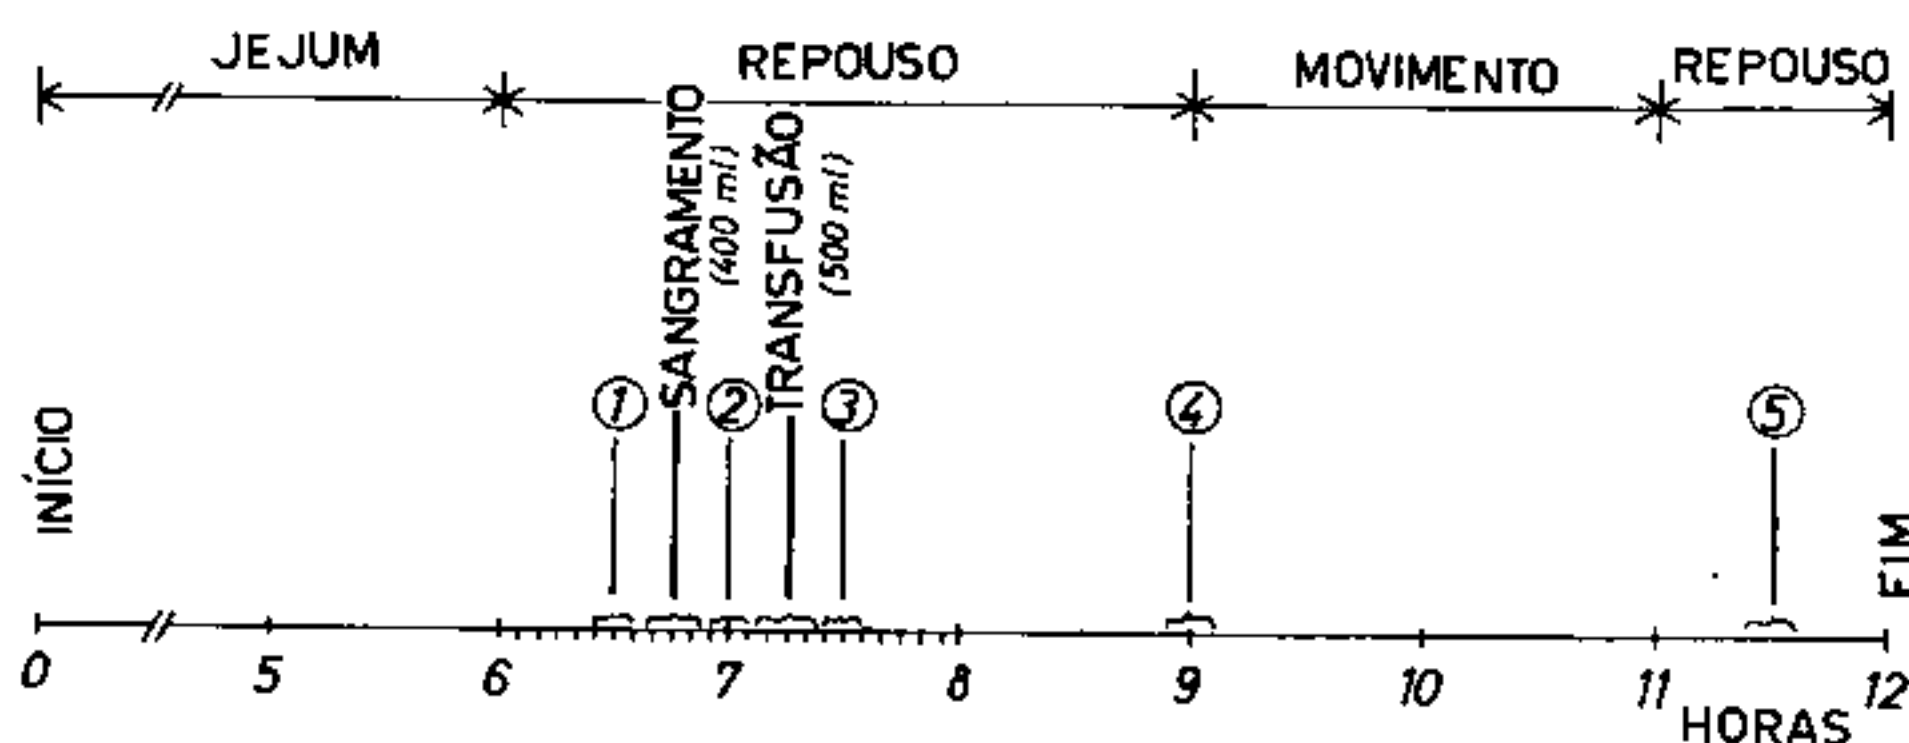 JEJUM
REPOUSO
MOVIMENTO
REPOUSO
SANGRAMENTO
(400 ml)
TRANSFUSÃO
(500 ml)
1
2
3
4
5
INÍCIO
FIM
0 5 6 7 8 9 10 11 12
HORAS